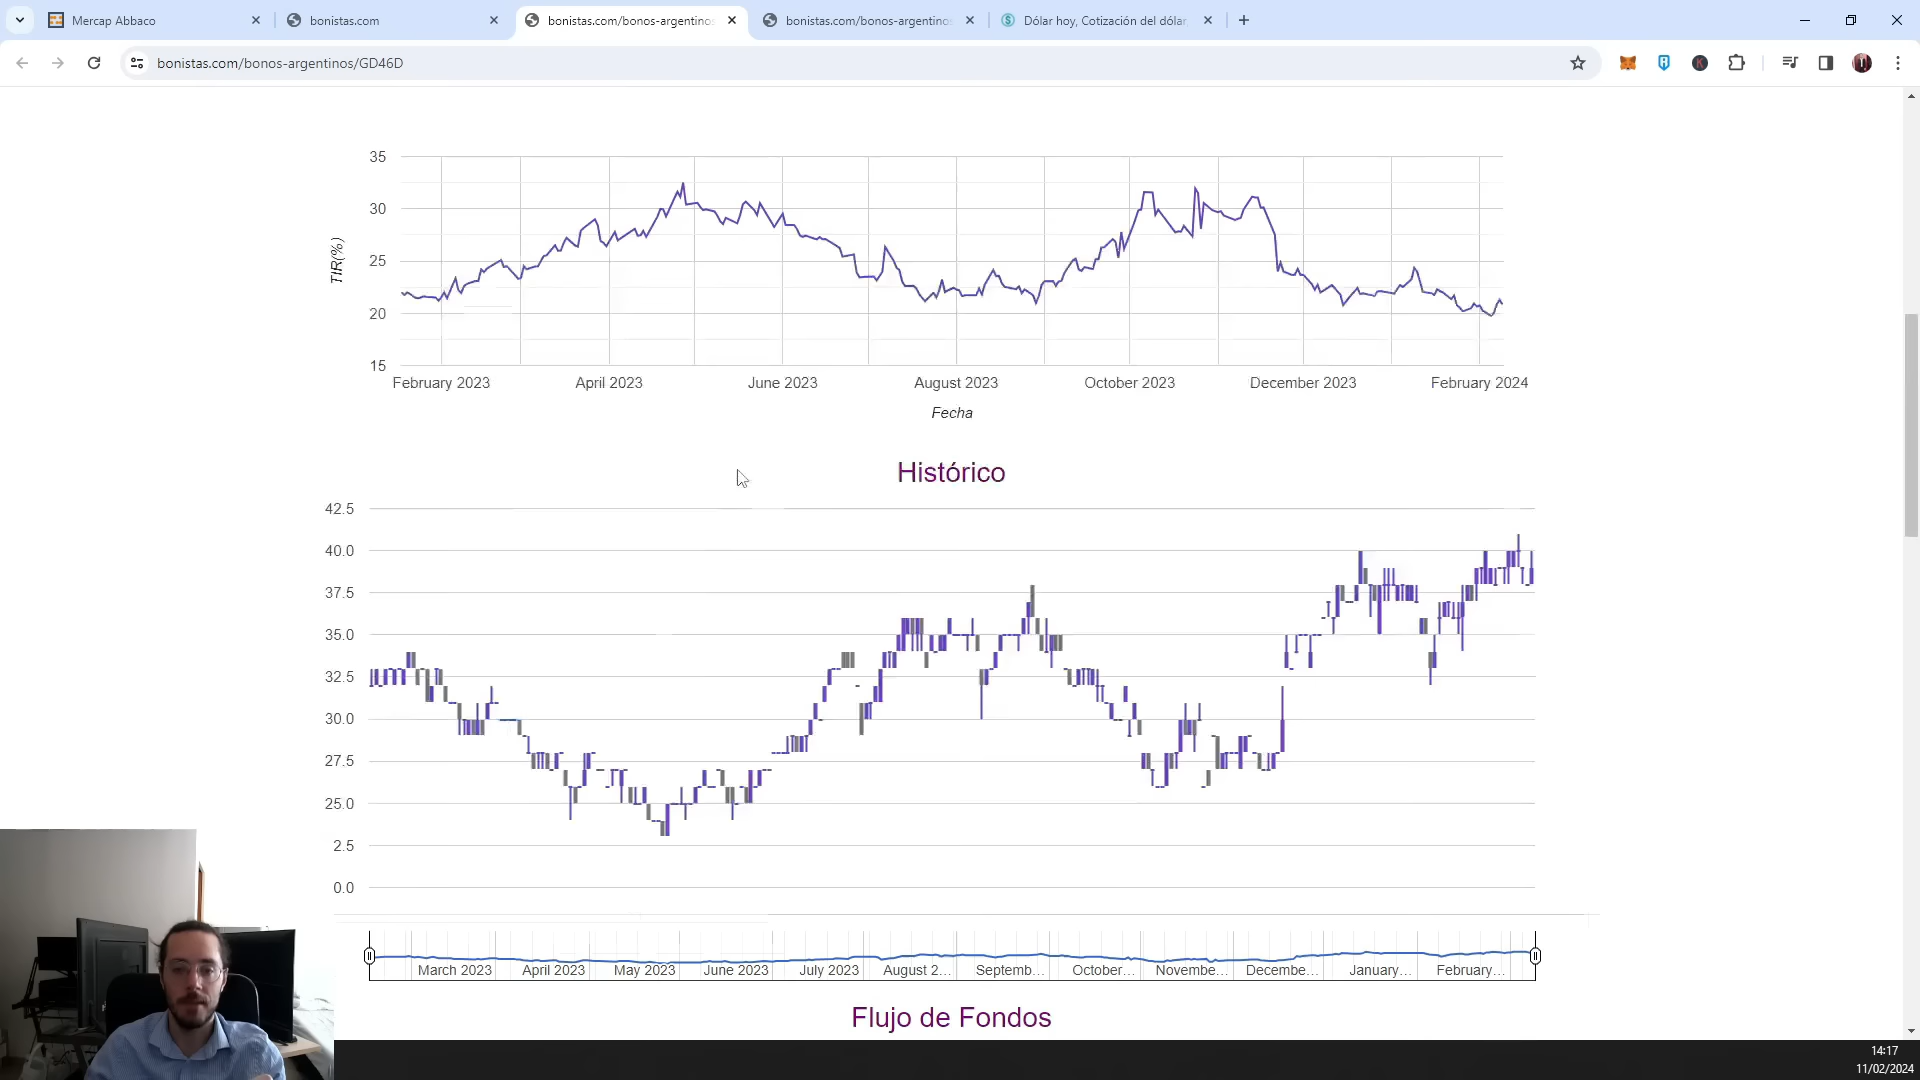 Mercap Abbaco
bonistas.com
bonistas.com/bonos-argentinos
bonistas.com/bonos-argentinos
Dólar hoy, Cotización del dólar
bonistas.com/bonos-argentinos/GD46D
35
30
25
20
15
TIR(%)
February 2023
April 2023
June 2023
August 2023
October 2023
December 2023
February 2024
Fecha
Histórico
42.5
40.0
37.5
35.0
32.5
30.0
27.5
25.0
2.5
0.0
March 2023
April 2023
May 2023
June 2023
July 2023
August 2...
Septemb...
October...
Novembe...
Decembe...
January...
February...
Flujo de Fondos
14:17
11/02/2024